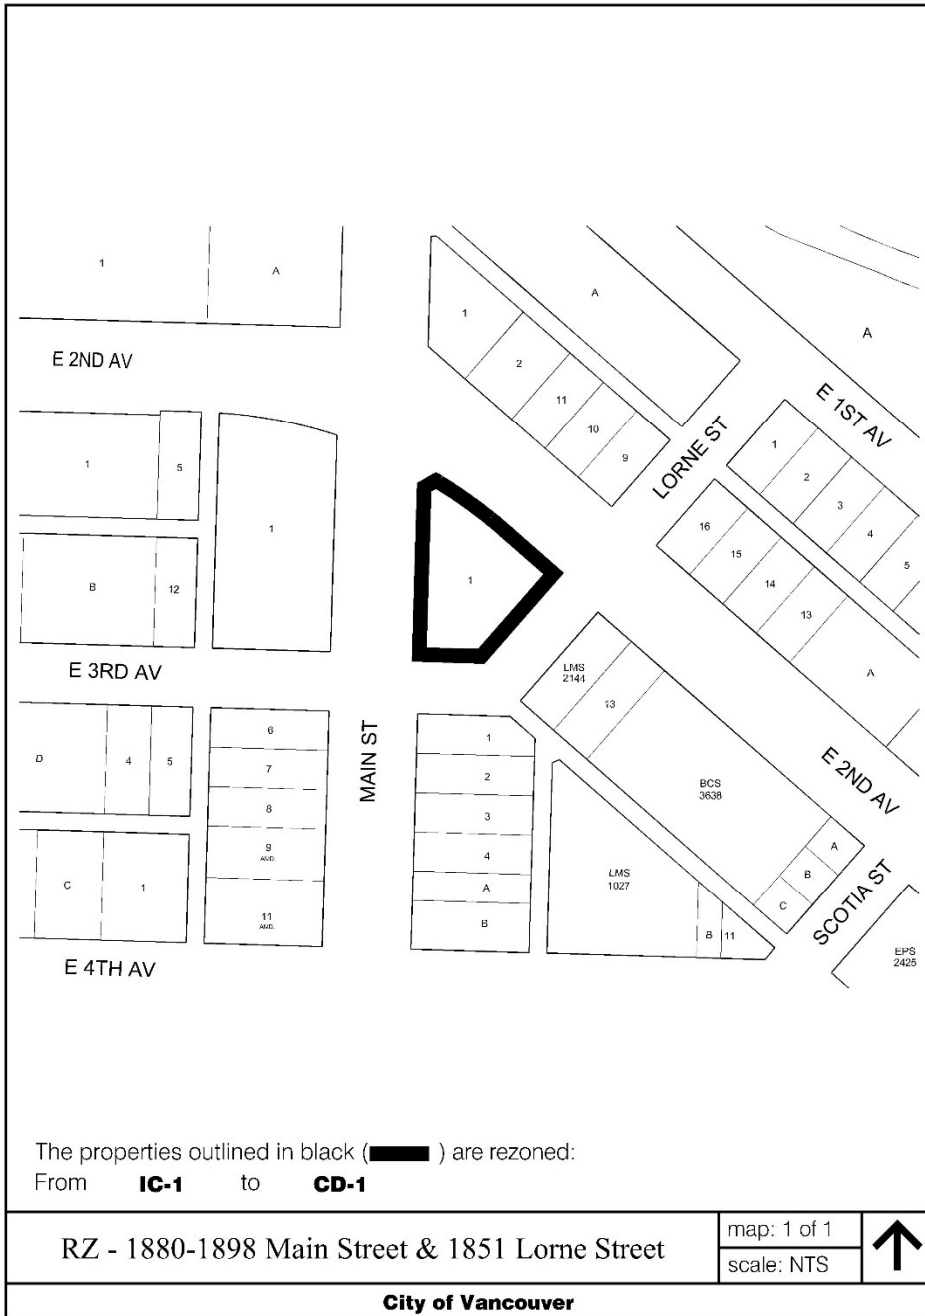 1
A
A
A
1
E 2ND AV
2
11
E 1ST AV
10
1
LORNE ST
1
5
9
2
3
16
4
1
15
5
1
14
B
12
13
LMS
2144
E 3RD AV
A
13
6
1
D
4
5
MAIN ST
7
2
E 2ND AV
BCS
3638
8
3
A
9
AMD.
4
B
C
1
A
LMS
1027
C
SCOTIA ST
11
AMD.
B
8
11
EPS
2425
E 4TH AV
The properties outlined in black ( ) are rezoned:
From IC-1 to CD-1
RZ - 1880-1898 Main Street & 1851 Lorne Street
map: 1 of 1
scale: NTS
City of Vancouver